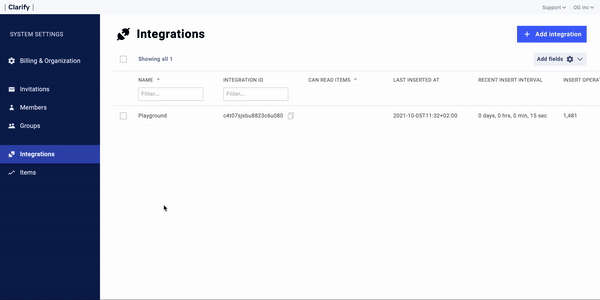 | Clarify |
Support
OG inc
SYSTEM SETTINGS
Billing & Organization
Invitations
Members
Groups
Integrations
Items
Integrations
+ Add integration
Showing all 1
Add fields
NAME INTEGRATION ID CAN READ ITEMS LAST INSERTED AT RECENT INSERT INTERVAL INSERT OPERAT
Filter... Filter...
Playground c4t07sjsbu8823c6u080 2021-10-05T11:32+02:00 0 days, 0 hrs, 0 min, 15 sec 1,481